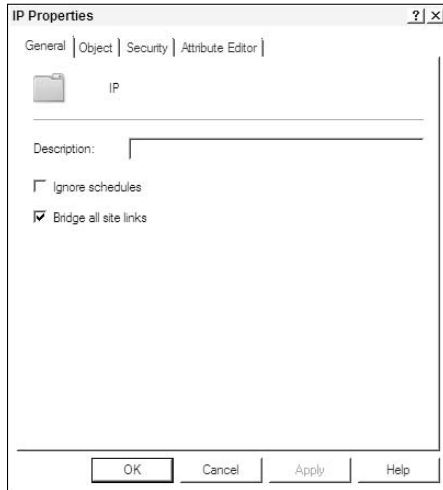 IP Properties ? ×
General Object Security Attribute Editor
IP
Description:
Ignore schedules
Bridge all site links
OK Cancel Apply Help